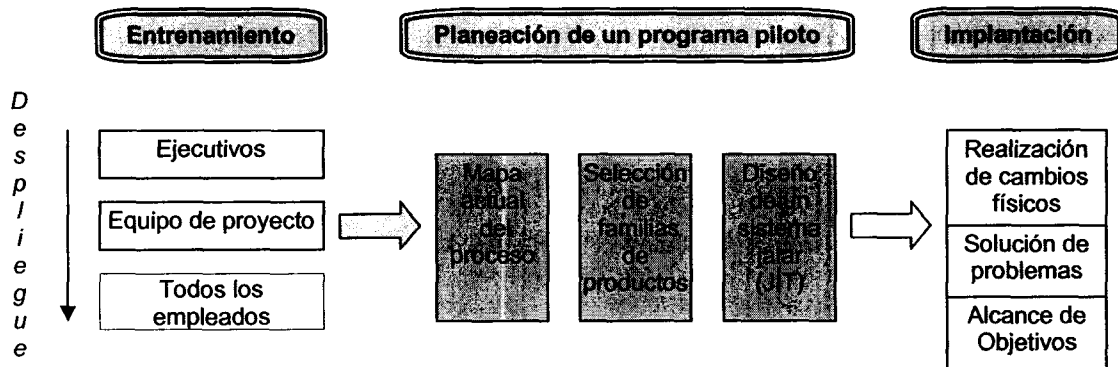 Entrenamiento
Planeación de un programa piloto
Implantación
Despliegue
Ejecutivos
Equipo de proyecto
Todos los
empleados
Mapa
actual
del
proceso
Selección
de
familias
de
productos
Diseño
de un
sistema
jalar
(JIT)
Realización
de cambios
físicos
Solución de
problemas
Alcance de
Objetivos